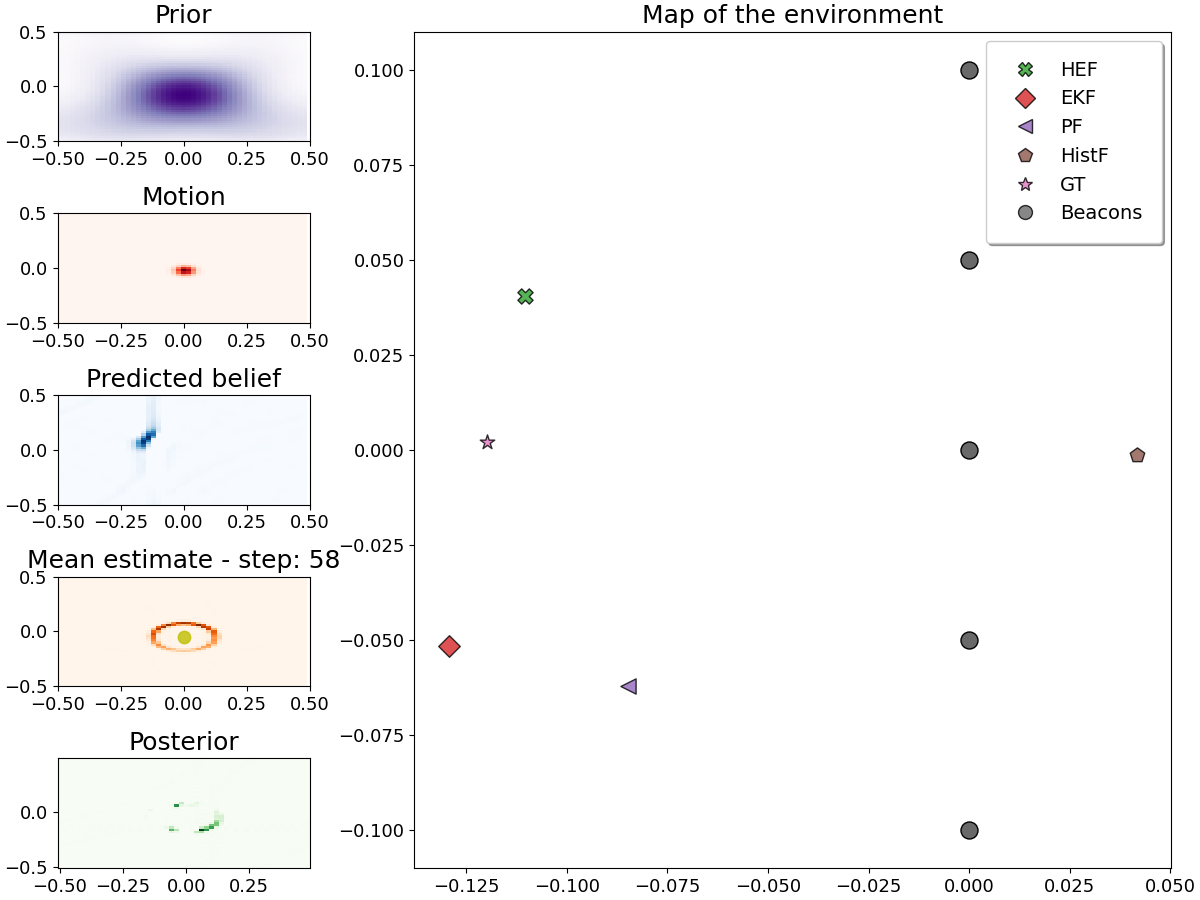 Prior
0.5
0.0
−0.5
−0.50 −0.25 0.00 0.25 0.50
Motion
0.5
0.0
−0.5
−0.50 −0.25 0.00 0.25 0.50
Predicted belief
0.5
0.0
−0.5
−0.50 −0.25 0.00 0.25 0.50
Mean estimate - step: 58
0.5
0.0
−0.5
−0.50 −0.25 0.00 0.25 0.50
Posterior
0.0
−0.5
−0.50 −0.25 0.00 0.25
Map of the environment
0.100
0.075
0.050
0.025
0.000
−0.025
−0.050
−0.075
−0.100
−0.125 −0.100 −0.075 −0.050 −0.025 0.000 0.025 0.050
HEF
EKF
PF
HistF
GT
Beacons